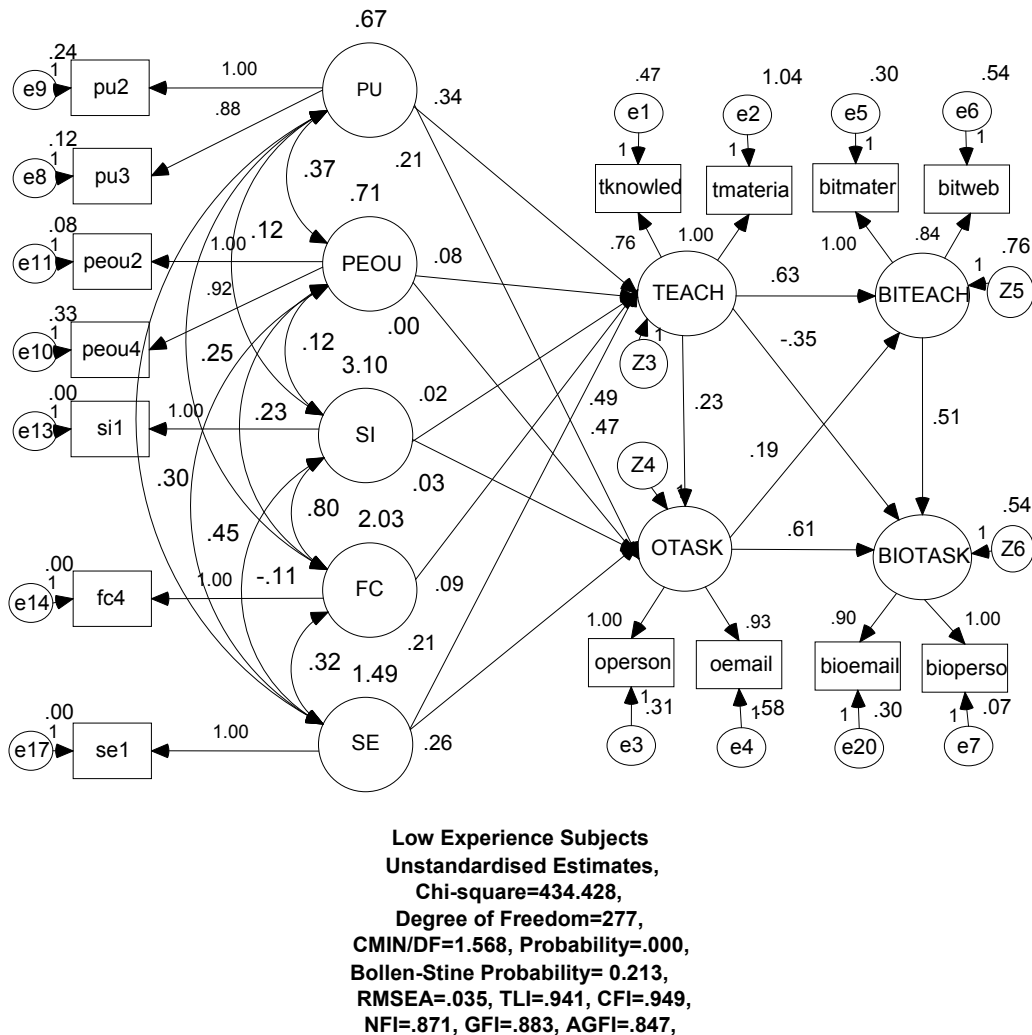 .67
.24
1
e9
pu2
1.00
PU
.88
.34
.21
.12
1
e8
pu3
.37
.71
.08
1
e11
peou2
.12
1.00
PEOU
.08
.92
.00
.33
1
e10
peou4
.25
.12
3.10
.00
1
e13
si1
1.00
.23
SI
.02
.03
.49
.47
.30
.45
.80
2.03
.00
1
e14
fc4
1.00
-.11
FC
.09
.21
.32
1.49
.00
1
e17
se1
1.00
SE
.26
.47
1.04
.30
.54
e1
e2
e5
e6
1
1
1
1
tknowled
tmateria
bitmater
bitweb
.76
1.00
1.00
.84
.76
TEACH
.63
BITEACH
1
Z5
1
Z3
-.35
.23
.19
.51
Z4
1
.54
OTASK
.61
BIOTASK
1
Z6
1.00
.93
.90
1.00
operson
oemail
bioemail
bioperso
1
.31
1
.58
1
.30
1
.07
e3
e4
e20
e7
Low Experience Subjects
Unstandardised Estimates,
Chi-square=434.428,
Degree of Freedom=277,
CMIN/DF=1.568, Probability=.000,
Bollen-Stine Probability= 0.213,
RMSEA=.035, TLI=.941, CFI=.949,
NFI=.871, GFI=.883, AGFI=.847,